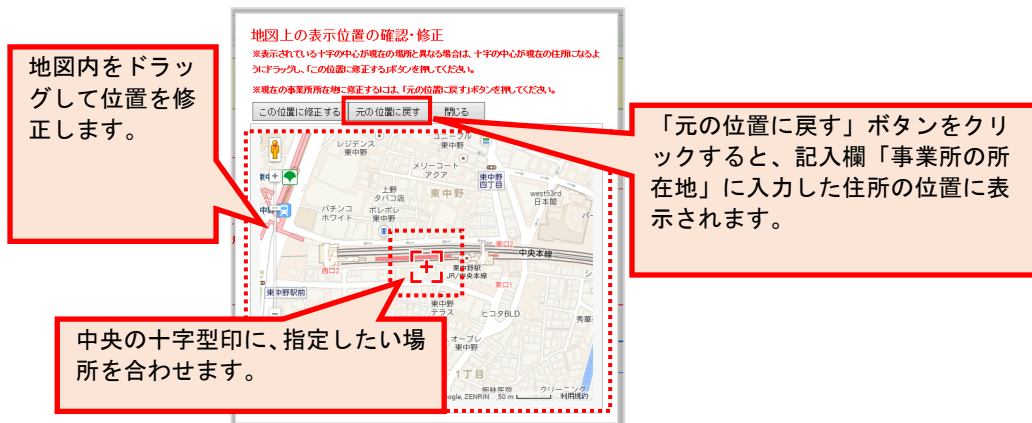 地図上の表示位置の確認・修正
※表示されている十字の中心が現在の場所と異なる場合は、十字の中心が現在の住所になるよ
うにドラッグし、「この位置に修正する」ボタンを押してください。
※現在の事業所所在地に修正するには、「元の位置に戻す」ボタンを押してください。
この位置に修正する
元の位置に戻す
閉じる
地図内をドラッ
グして位置を修
正します。
「元の位置に戻す」ボタンをクリ
ックすると、記入欄「事業所の所
在地」に入力した住所の位置に表
示されます。
レジデンス
東中野
ユニーブル
東中野
メリーコート
アクア
東中野
四丁目
上野
タバコ店
東中野
west53rd
日本閣
パチンコ
ホワイト
ポレポレ
東中野
東口2
中央本線
西口2
東中野駅
JR/中央本線
東口1
東中野駅前
東中野
テラス
ヒコタBLD
秀華
オープレ
東中野
1丁目
クリーニング
ogle, ZENRIN
50 m
利用規約
中央の十字型印に、指定したい場
所を合わせます。